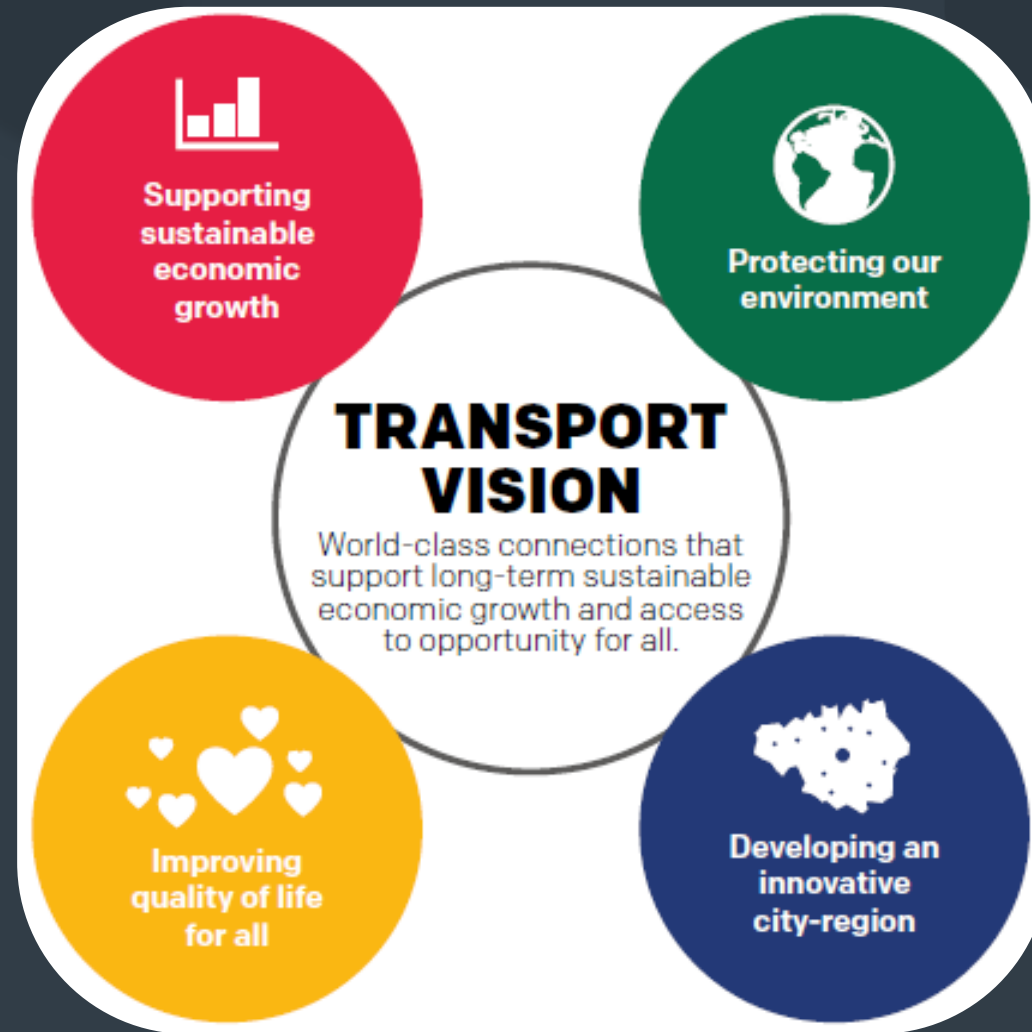 Supporting
sustainable
economic
growth
Protecting our
environment
TRANSPORT
VISION
World-class connections that
support long-term sustainable
economic growth and access
to opportunity for all.
Improving
quality of life
for all
Developing an
innovative
city-region